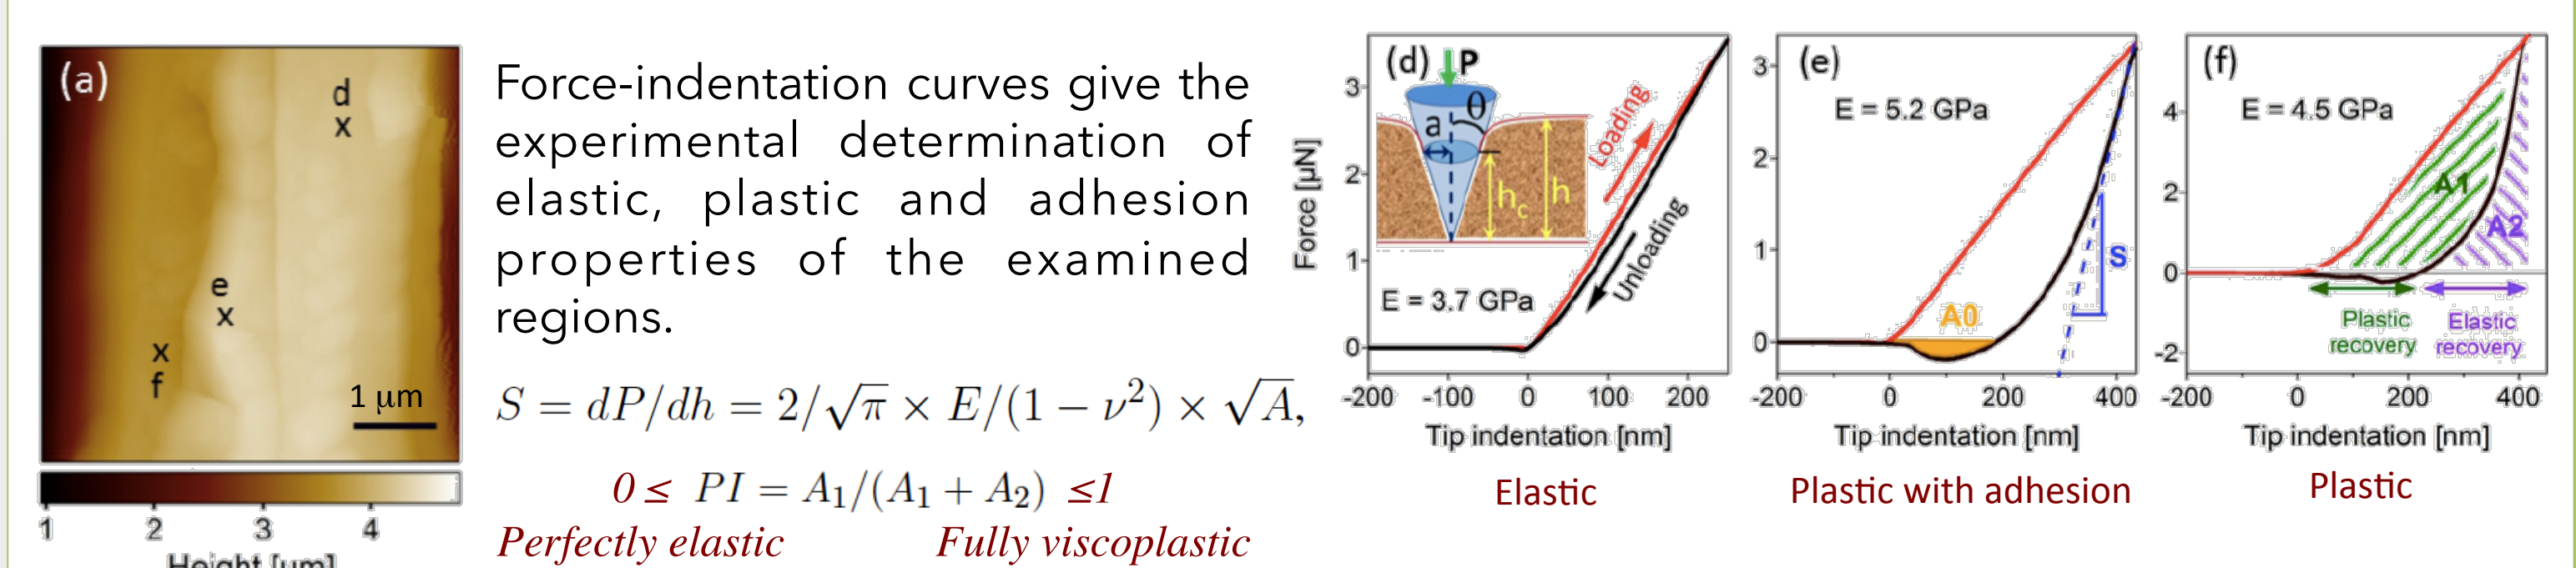 (a)
d
x
e
x
x
f
1 μm
1 2 3 4
Height [μm]
Force-indentation curves give the
experimental determination of
elastic, plastic and adhesion
properties of the examined
regions.
S = dP/dh = 2/√π × E/(1 − ν²) × √A,
0 ≤ PI = A₁/(A₁ + A₂) ≤1
Perfectly elastic Fully viscoplastic
(d)
P
θ
a
h_c
h
Loading
Unloading
E = 3.7 GPa
Force [μN]
3
2
1
0
-200 -100 0 100 200
Tip indentation [nm]
Elastic
(e)
E = 5.2 GPa
A0
S
3
2
1
0
-200 0 200 400
Tip indentation [nm]
Plastic with adhesion
(f)
E = 4.5 GPa
A1
A2
Plastic
recovery
Elastic
recovery
4
2
0
-2
-200 0 200 400
Tip indentation [nm]
Plastic